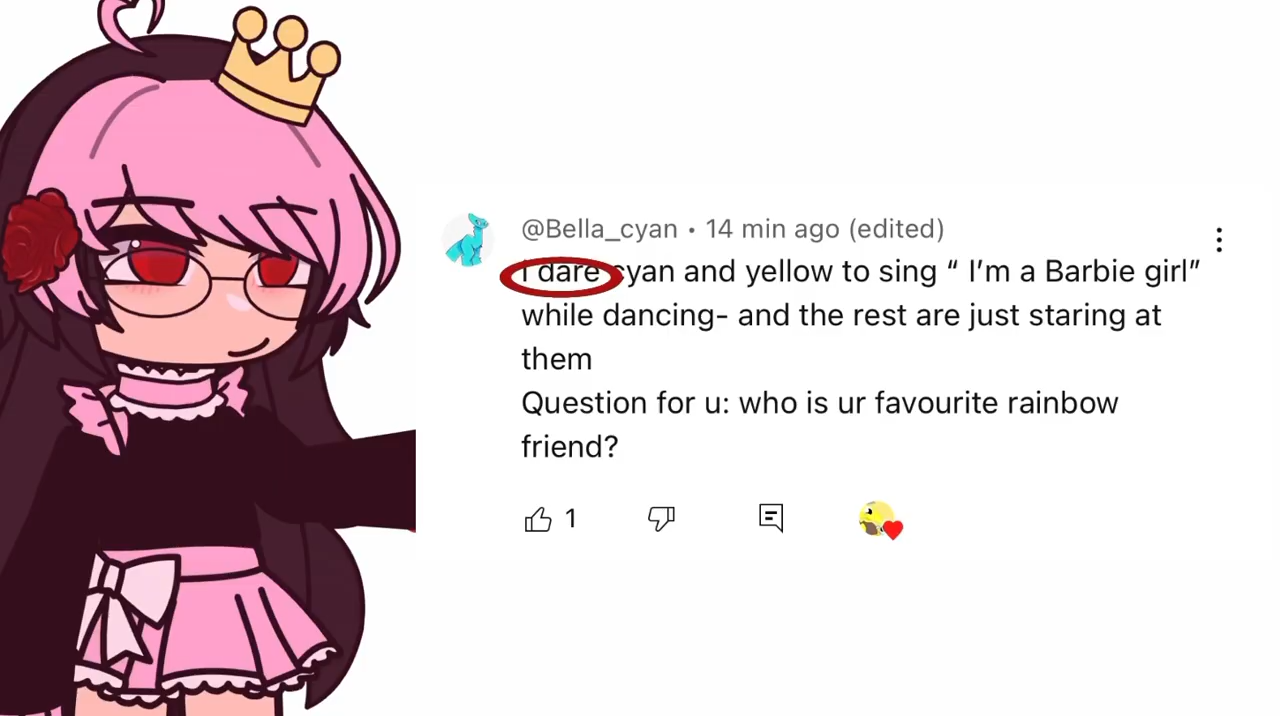 @Bella_cyan • 14 min ago (edited)
I dare cyan and yellow to sing “ I’m a Barbie girl”
while dancing- and the rest are just staring at
them
Question for u: who is ur favourite rainbow
friend?
1